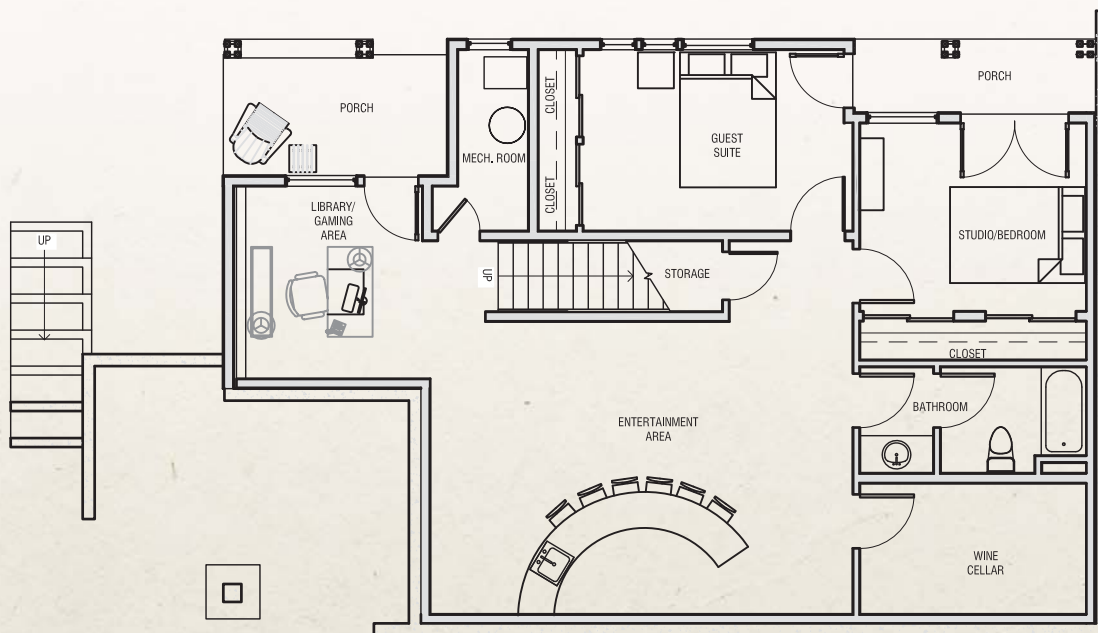 PORCH
PORCH
CLOSET
CLOSET
GUEST
SUITE
MECH. ROOM
LIBRARY/
GAMING
AREA
UP
STUDIO/BEDROOM
UP
STORAGE
CLOSET
BATHROOM
ENTERTAINMENT
AREA
WINE
CELLAR